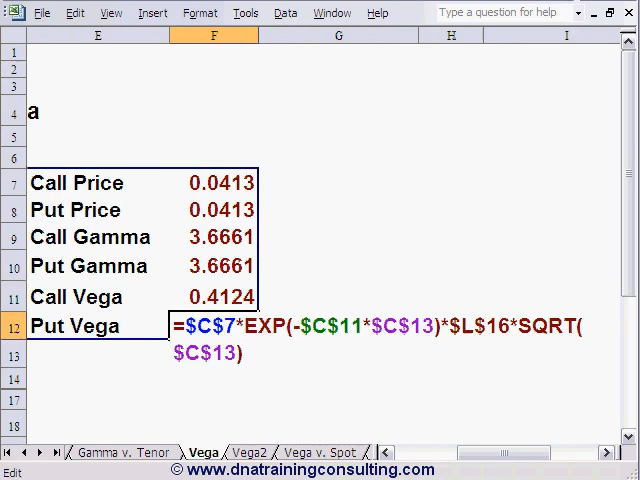 File Edit View Insert Format Tools Data Window Help Type a question for help
E F G H I
1
2
3
4 a
5
6
7 Call Price 0.0413
8 Put Price 0.0413
9 Call Gamma 3.6661
10 Put Gamma 3.6661
11 Call Vega 0.4124
12 Put Vega =$C$7*EXP(-$C$11*$C$13)*$L$16*SQRT(
13 $C$13)
14
17
18
Gamma v. Tenor Vega Vega2 Vega v. Spot
Edit © www.dnatrainingconsulting.com